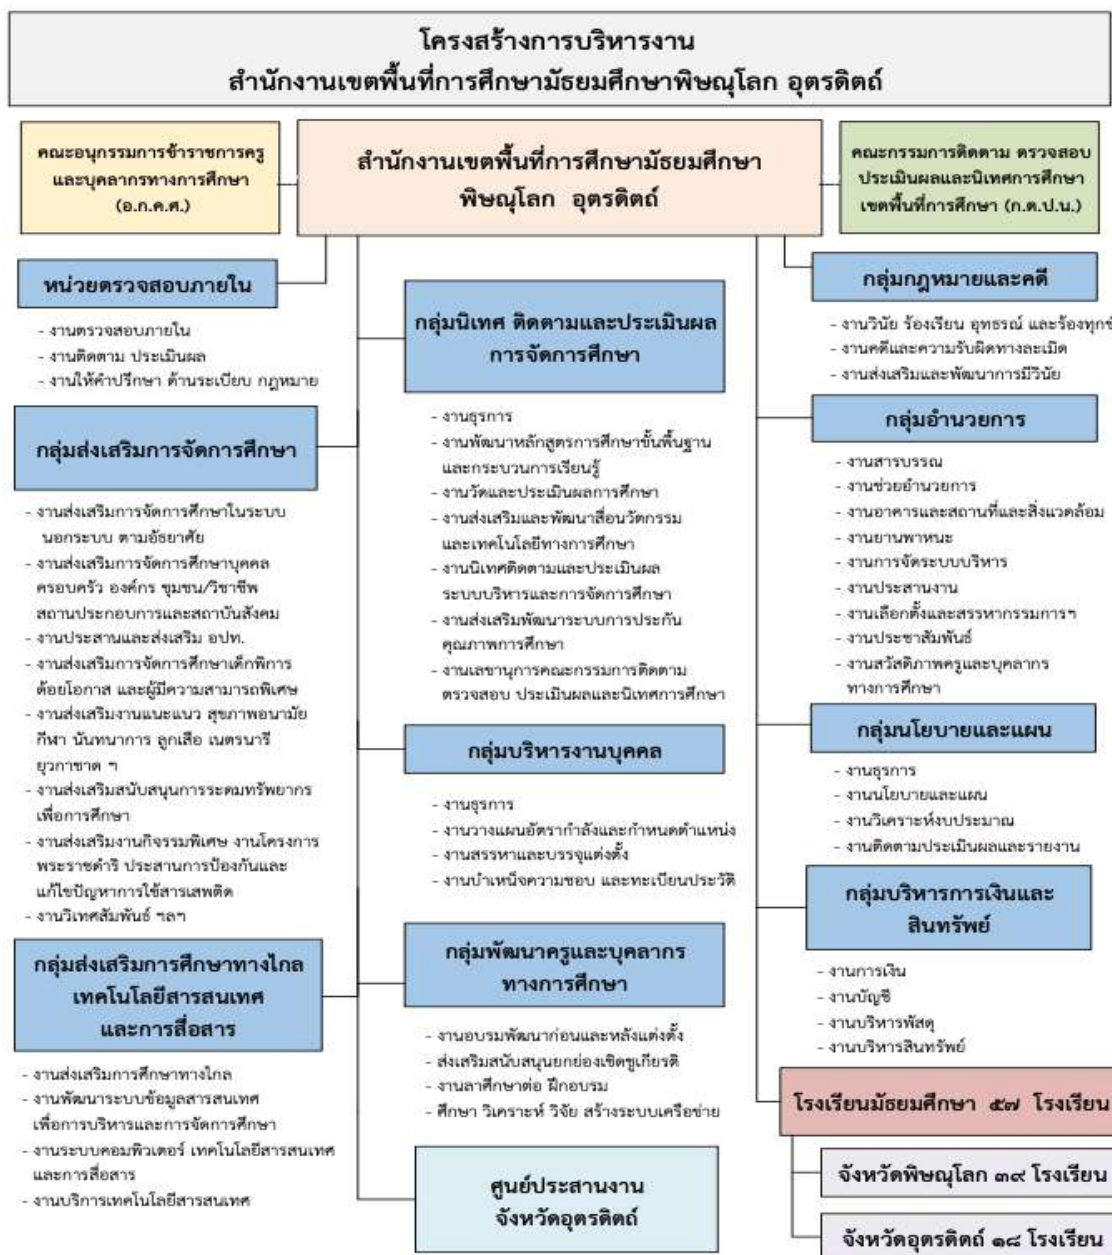 โครงสร้างการบริหารงาน
สำนักงานเขตพื้นที่การศึกษามัธยมศึกษาพิษณุโลก อุตรดิตถ์
คณะอนุกรรมการข้าราชการครู
และบุคลากรทางการศึกษา
(อ.ก.ค.ศ.)
สำนักงานเขตพื้นที่การศึกษามัธยมศึกษา
พิษณุโลก อุตรดิตถ์
คณะกรรมการติดตาม ตรวจสอบ
ประเมินผลและนิเทศการศึกษา
เขตพื้นที่การศึกษา (ก.ต.ป.น.)
หน่วยตรวจสอบภายใน
- งานตรวจสอบภายใน
- งานติดตาม ประเมินผล
- งานให้คำปรึกษา ด้านระเบียบ กฎหมาย
กลุ่มส่งเสริมการจัดการศึกษา
- งานส่งเสริมการจัดการศึกษาในระบบ
นอกระบบ ตามอัธยาศัย
- งานส่งเสริมการจัดการศึกษาบุคคล
ครอบครัว องค์กร ชุมชน/วิชาชีพ
สถานประกอบการและสถาบันสังคม
- งานประสานและส่งเสริม อปท.
- งานส่งเสริมการจัดการศึกษาเด็กพิการ
ด้อยโอกาส และผู้มีความสามารถพิเศษ
- งานส่งเสริมงานแนะแนว สุขภาพอนามัย
กีฬา นันทนาการ ลูกเสือ เนตรนารี
ยุวกาชาด ฯ
- งานส่งเสริมสนับสนุนการระดมทรัพยากร
เพื่อการศึกษา
- งานส่งเสริมงานกิจกรรมพิเศษ งานโครงการ
พระราชดำริ ประสานการป้องกันและ
แก้ไขปัญหาการใช้สารเสพติด
- งานวิเทศสัมพันธ์ ฯลฯ
กลุ่มส่งเสริมการศึกษาทางไกล
เทคโนโลยีสารสนเทศ
และการสื่อสาร
- งานส่งเสริมการศึกษาทางไกล
- งานพัฒนาระบบข้อมูลสารสนเทศ
เพื่อการบริหารและการจัดการศึกษา
- งานระบบคอมพิวเตอร์ เทคโนโลยีสารสนเทศ
และการสื่อสาร
- งานบริการเทคโนโลยีสารสนเทศ
กลุ่มนิเทศ ติดตามและประเมินผล
การจัดการศึกษา
- งานธุรการ
- งานพัฒนาหลักสูตรการศึกษาขั้นพื้นฐาน
และกระบวนการเรียนรู้
- งานวัดและประเมินผลการศึกษา
- งานส่งเสริมและพัฒนาสื่อนวัตกรรม
และเทคโนโลยีทางการศึกษา
- งานนิเทศติดตามและประเมินผล
ระบบบริหารและการจัดการศึกษา
- งานส่งเสริมพัฒนาระบบการประกัน
คุณภาพการศึกษา
- งานเลขานุการคณะกรรมการติดตาม
ตรวจสอบ ประเมินผลและนิเทศการศึกษา
กลุ่มบริหารงานบุคคล
- งานธุรการ
- งานวางแผนอัตรากำลังและกำหนดตำแหน่ง
- งานสรรหาและบรรจุแต่งตั้ง
- งานบำเหน็จความชอบ และทะเบียนประวัติ
กลุ่มพัฒนาครูและบุคลากร
ทางการศึกษา
- งานอบรมพัฒนาก่อนและหลังแต่งตั้ง
- ส่งเสริมสนับสนุนยกย่องเชิดชูเกียรติ
- งานลาศึกษาต่อ ฝึกอบรม
- ศึกษา วิเคราะห์ วิจัย สร้างระบบเครือข่าย
ศูนย์ประสานงาน
จังหวัดอุตรดิตถ์
กลุ่มกฎหมายและคดี
- งานวินัย ร้องเรียน อุทธรณ์ และร้องทุกข์
- งานคดีและความรับผิดทางละเมิด
- งานส่งเสริมและพัฒนาการมีวินัย
กลุ่มอำนวยการ
- งานสารบรรณ
- งานช่วยอำนวยการ
- งานอาคารและสถานที่และสิ่งแวดล้อม
- งานยานพาหนะ
- งานการจัดระบบบริหาร
- งานประสานงาน
- งานเลือกตั้งและสรรหากรรมการฯ
- งานประชาสัมพันธ์
- งานสวัสดิภาพครูและบุคลากร
ทางการศึกษา
กลุ่มนโยบายและแผน
- งานธุรการ
- งานนโยบายและแผน
- งานวิเคราะห์งบประมาณ
- งานติดตามประเมินผลและรายงาน
กลุ่มบริหารการเงินและ
สินทรัพย์
- งานการเงิน
- งานบัญชี
- งานบริหารพัสดุ
- งานบริหารสินทรัพย์
โรงเรียนมัธยมศึกษา ๕๗ โรงเรียน
จังหวัดพิษณุโลก ๓๙ โรงเรียน
จังหวัดอุตรดิตถ์ ๑๘ โรงเรียน